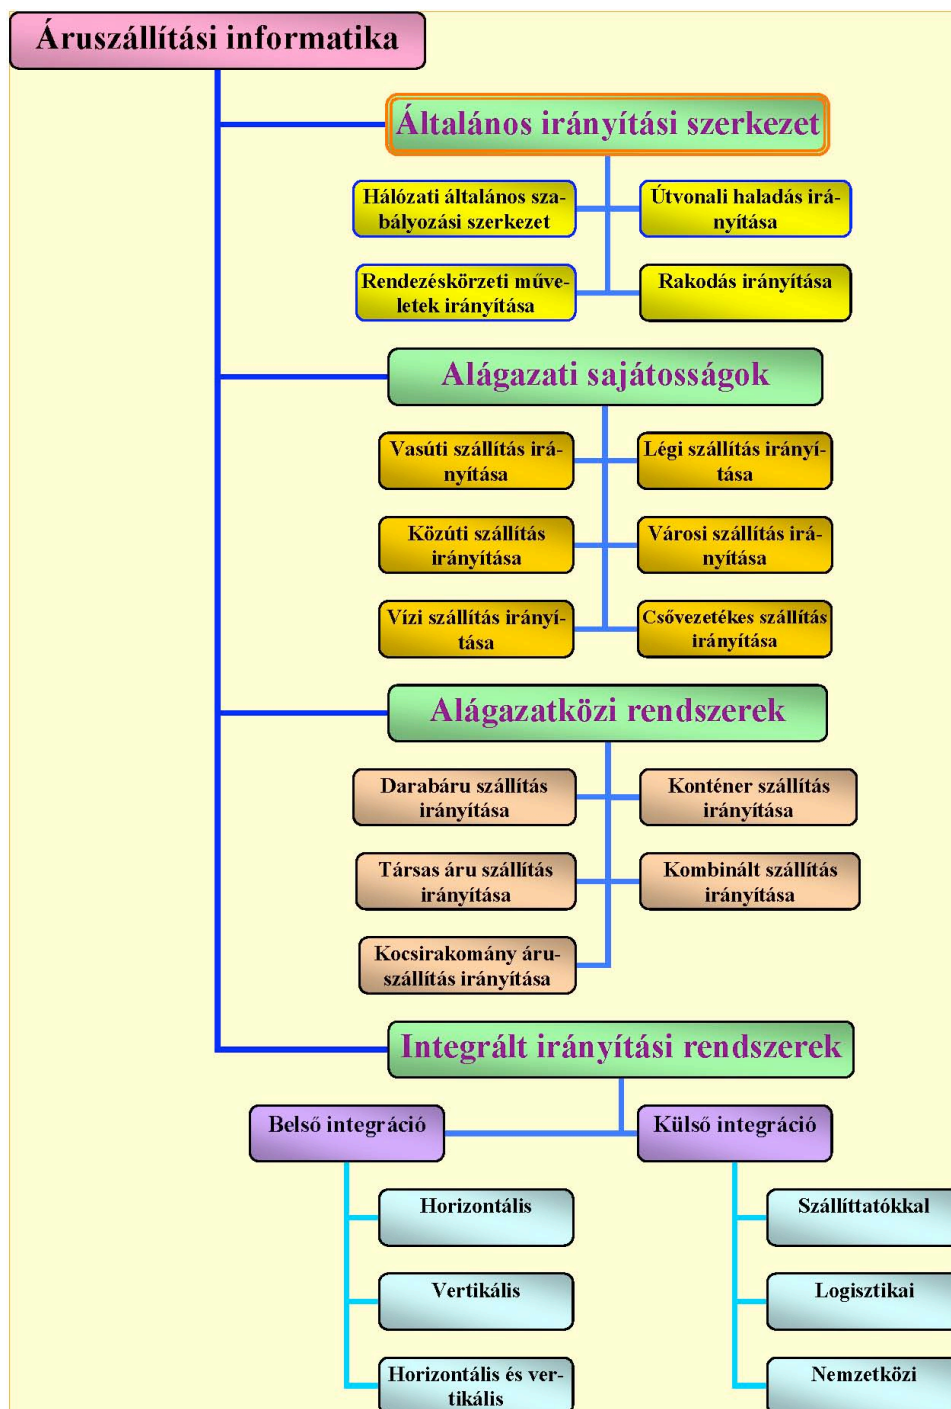 Áruszállítási informatika
Általános irányítási szerkezet
Hálózati általános sza-
bályozási szerkezet
Útvonali haladás irá-
nyítása
Rendezéskörzeti műve-
letek irányítása
Rakodás irányítása
Alágazati sajátosságok
Vasúti szállítás irá-
nyítása
Légi szállítás irányí-
tása
Közúti szállítás
irányítása
Városi szállítás irá-
nyítása
Vízi szállítás irányí-
tása
Csővezetékes szállítás
irányítása
Alágazatközi rendszerek
Darabáru szállítás
irányítása
Konténer szállítás
irányítása
Társas áru szállítás
irányítása
Kombinált szállítás
irányítása
Kocsirakomány áru-
szállítás irányítása
Integrált irányítási rendszerek
Belső integráció
Külső integráció
Horizontális
Szállíttatókkal
Vertikális
Logisztikai
Horizontális és ver-
tikális
Nemzetközi